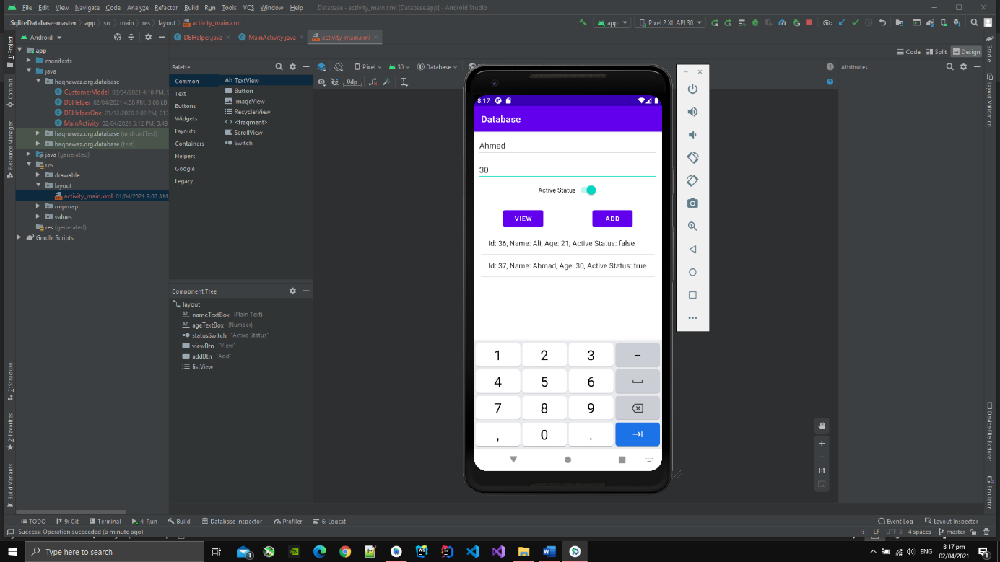 File Edit View Navigate Code Analyze Refactor Build Run Tools VCS Window Help Database - activity_main.xml [Database.app] - Android Studio
SqliteDatabase-master app src main res layout activity_main.xml app Pixel 2 XL API 30 Git:
Android DBHelper.java MainActivity.java activity_main.xml
Code Split Design
Palette Pixel 30 Database Attributes
0dp
1: Project
Commit
Resource Manager
Z: Structure
2: Favorites
Build Variants
app
manifests
java
haqnawaz.org.database
CustomerModel 02/04/2021 4:18 PM, 9
DBHelper 02/04/2021 4:58 PM, 3.08 kB
DBHelperOne 21/12/2020 2:02 PM, 613
MainActivity 02/04/2021 5:12 PM, 3.49
haqnawaz.org.database (androidTest)
haqnawaz.org.database (test)
java (generated)
res
drawable
layout
activity_main.xml 01/04/2021 9:08 AM,
mipmap
values
res (generated)
Gradle Scripts
Common
Text
Buttons
Widgets
Layouts
Containers
Helpers
Google
Legacy
Ab TextView
Button
ImageView
RecyclerView
<fragment>
ScrollView
Switch
Component Tree
layout
Ab nameTextBox (Plain Text)
Ab ageTextBox (Number)
statusSwitch "Active Status"
viewBtn "View"
addBtn "Add"
listView
8:17
Database
Ahmad
30
Active Status
VIEW ADD
Id: 36, Name: Ali, Age: 21, Active Status: false
Id: 37, Name: Ahmad, Age: 30, Active Status: true
1 2 3 -
4 5 6
7 8 9
, 0 .
1:1
Gradle
Layout Validation
Device File Explorer
Emulator
TODO 9: Git Terminal 4: Run Build Database Inspector Profiler 6: Logcat Event Log Layout Inspector
Success: Operation succeeded (a minute ago) 1:1 LF UTF-8 4 spaces master
Type here to search 1 ENG 8:17 pm
02/04/2021 1